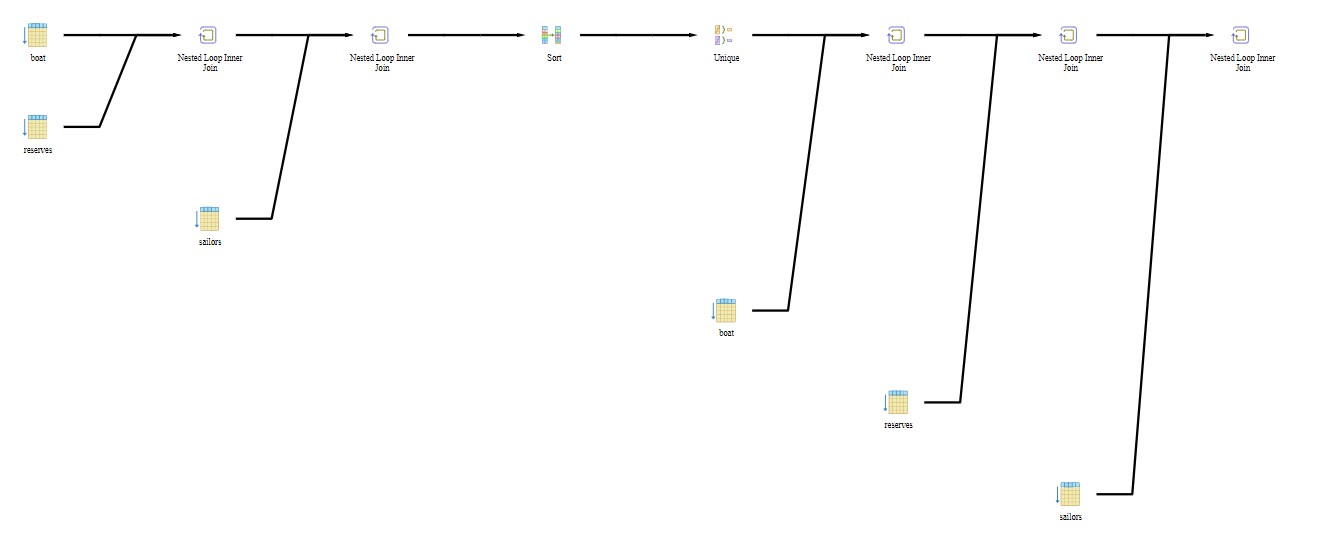 boat
Nested Loop Inner
Join
Nested Loop Inner
Join
Sort
Unique
Nested Loop Inner
Join
Nested Loop Inner
Join
Nested Loop Inner
Join
reserves
sailors
boat
reserves
sailors